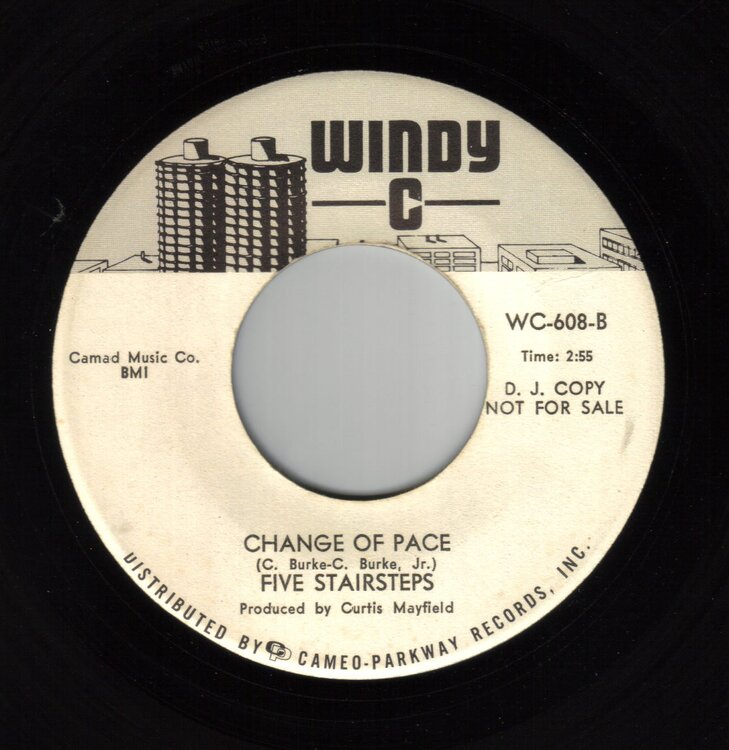 WINDY
C
WC-608-B
Camad Music Co.
BMI
Time: 2:55
D. J. COPY
NOT FOR SALE
CHANGE OF PACE
(C. Burke-C. Burke, Jr.)
FIVE STAIRSTEPS
Produced by Curtis Mayfield
DISTRIBUTED BY CP CAMEO-PARKWAY RECORDS, INC.